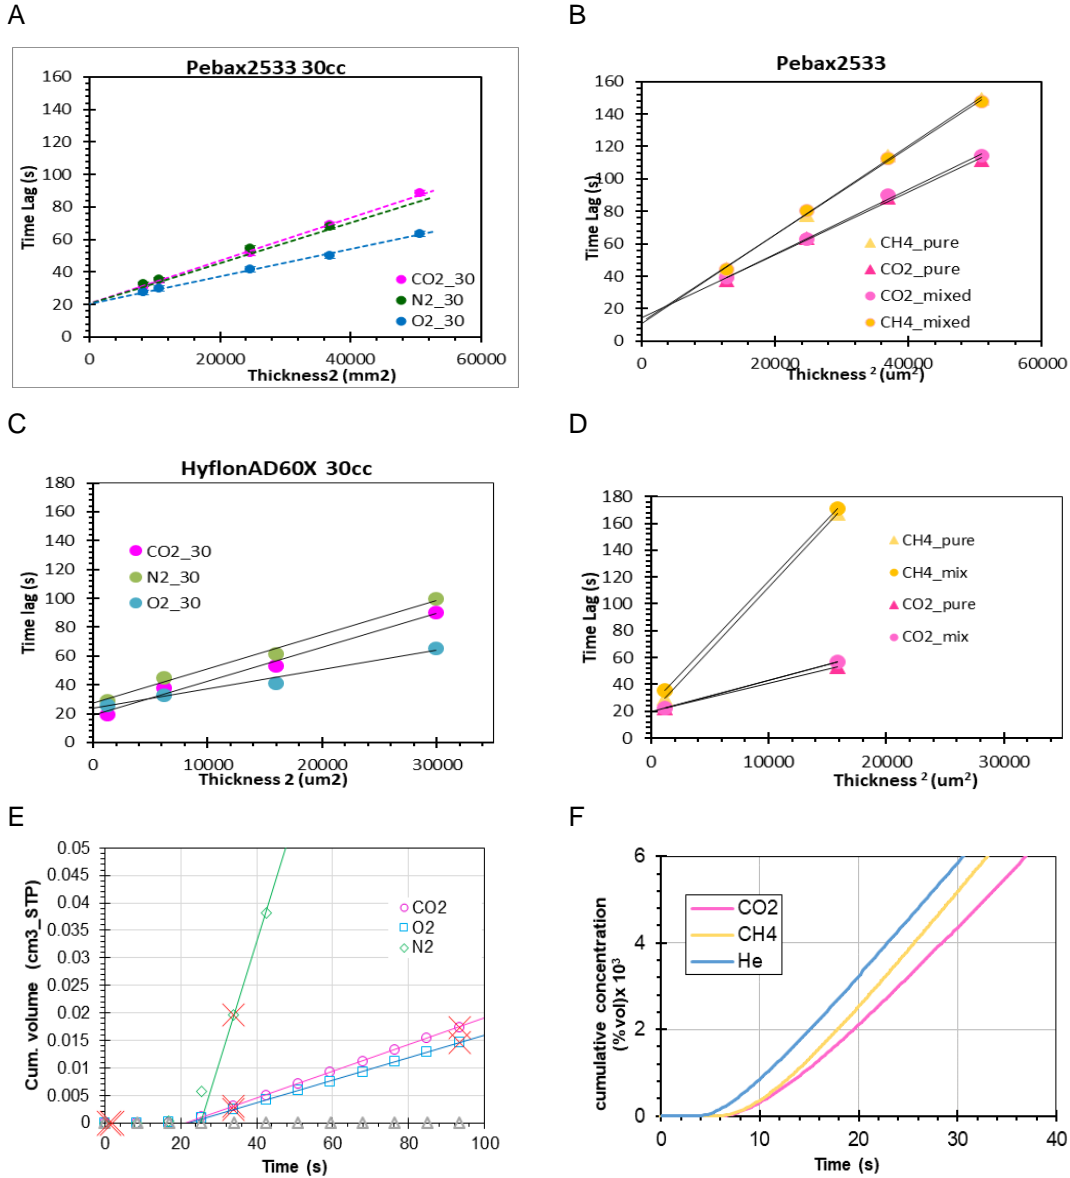 A
Pebax2533 30cc
160
140
120
100
80
60
40
20
0
Time Lag (s)
0 20000 40000 60000
Thickness2 (mm2)
CO2_30
N2_30
O2_30
B
Pebax2533
160
140
120
100
80
60
40
20
0
Time Lag (s)
0 20000 40000 60000
Thickness 2 (um2)
CH4_pure
CO2_pure
CO2_mixed
CH4_mixed
C
HyflonAD60X 30cc
180
160
140
120
100
80
60
40
20
0
Time lag (s)
0 10000 20000 30000
Thickness 2 (um2)
CO2_30
N2_30
O2_30
D
180
160
140
120
100
80
60
40
20
0
Time Lag (s)
0 10000 20000 30000
Thickness 2 (um2)
CH4_pure
CH4_mix
CO2_pure
CO2_mix
E
0.05
0.045
0.04
0.035
0.03
0.025
0.02
0.015
0.01
0.005
0
Cum. volume (cm3_STP)
0 20 40 60 80 100
Time (s)
CO2
O2
N2
F
6
4
2
0
cumulative concentration
(%vol)x 103
0 10 20 30 40
Time (s)
CO2
CH4
He